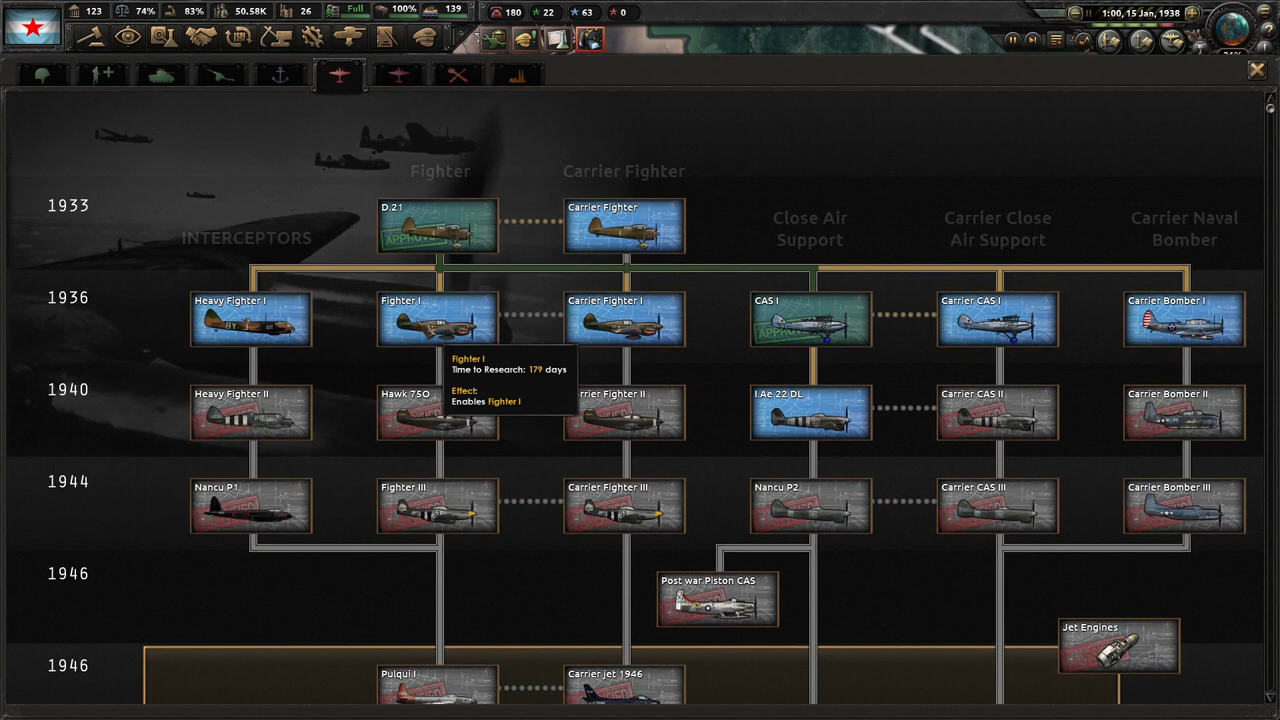 123 74% 83% 50.58K 26 Full 100% 139 180 22 63 0 1:00, 15 Jan, 1938
Fighter Carrier Fighter
1933 D.21 Carrier Fighter
APPROVED
INTERCEPTORS Close Air Support Carrier Close Air Support Carrier Naval Bomber
1936 Heavy Fighter I Fighter I Carrier Fighter I CAS I Carrier CAS I Carrier Bomber I
Fighter I
Time to Research: 179 days
Effect:
Enables Fighter I
1940 Heavy Fighter II Hawk 75O Fighter II I.Ae 22 DL Carrier CAS II Carrier Bomber II
1944 Nancu P1 Fighter III Carrier Fighter III Nancu P2 Carrier CAS III Carrier Bomber III
1946 Post war Piston CAS
Jet Engines
1946 Pulqui I Carrier jet 1946